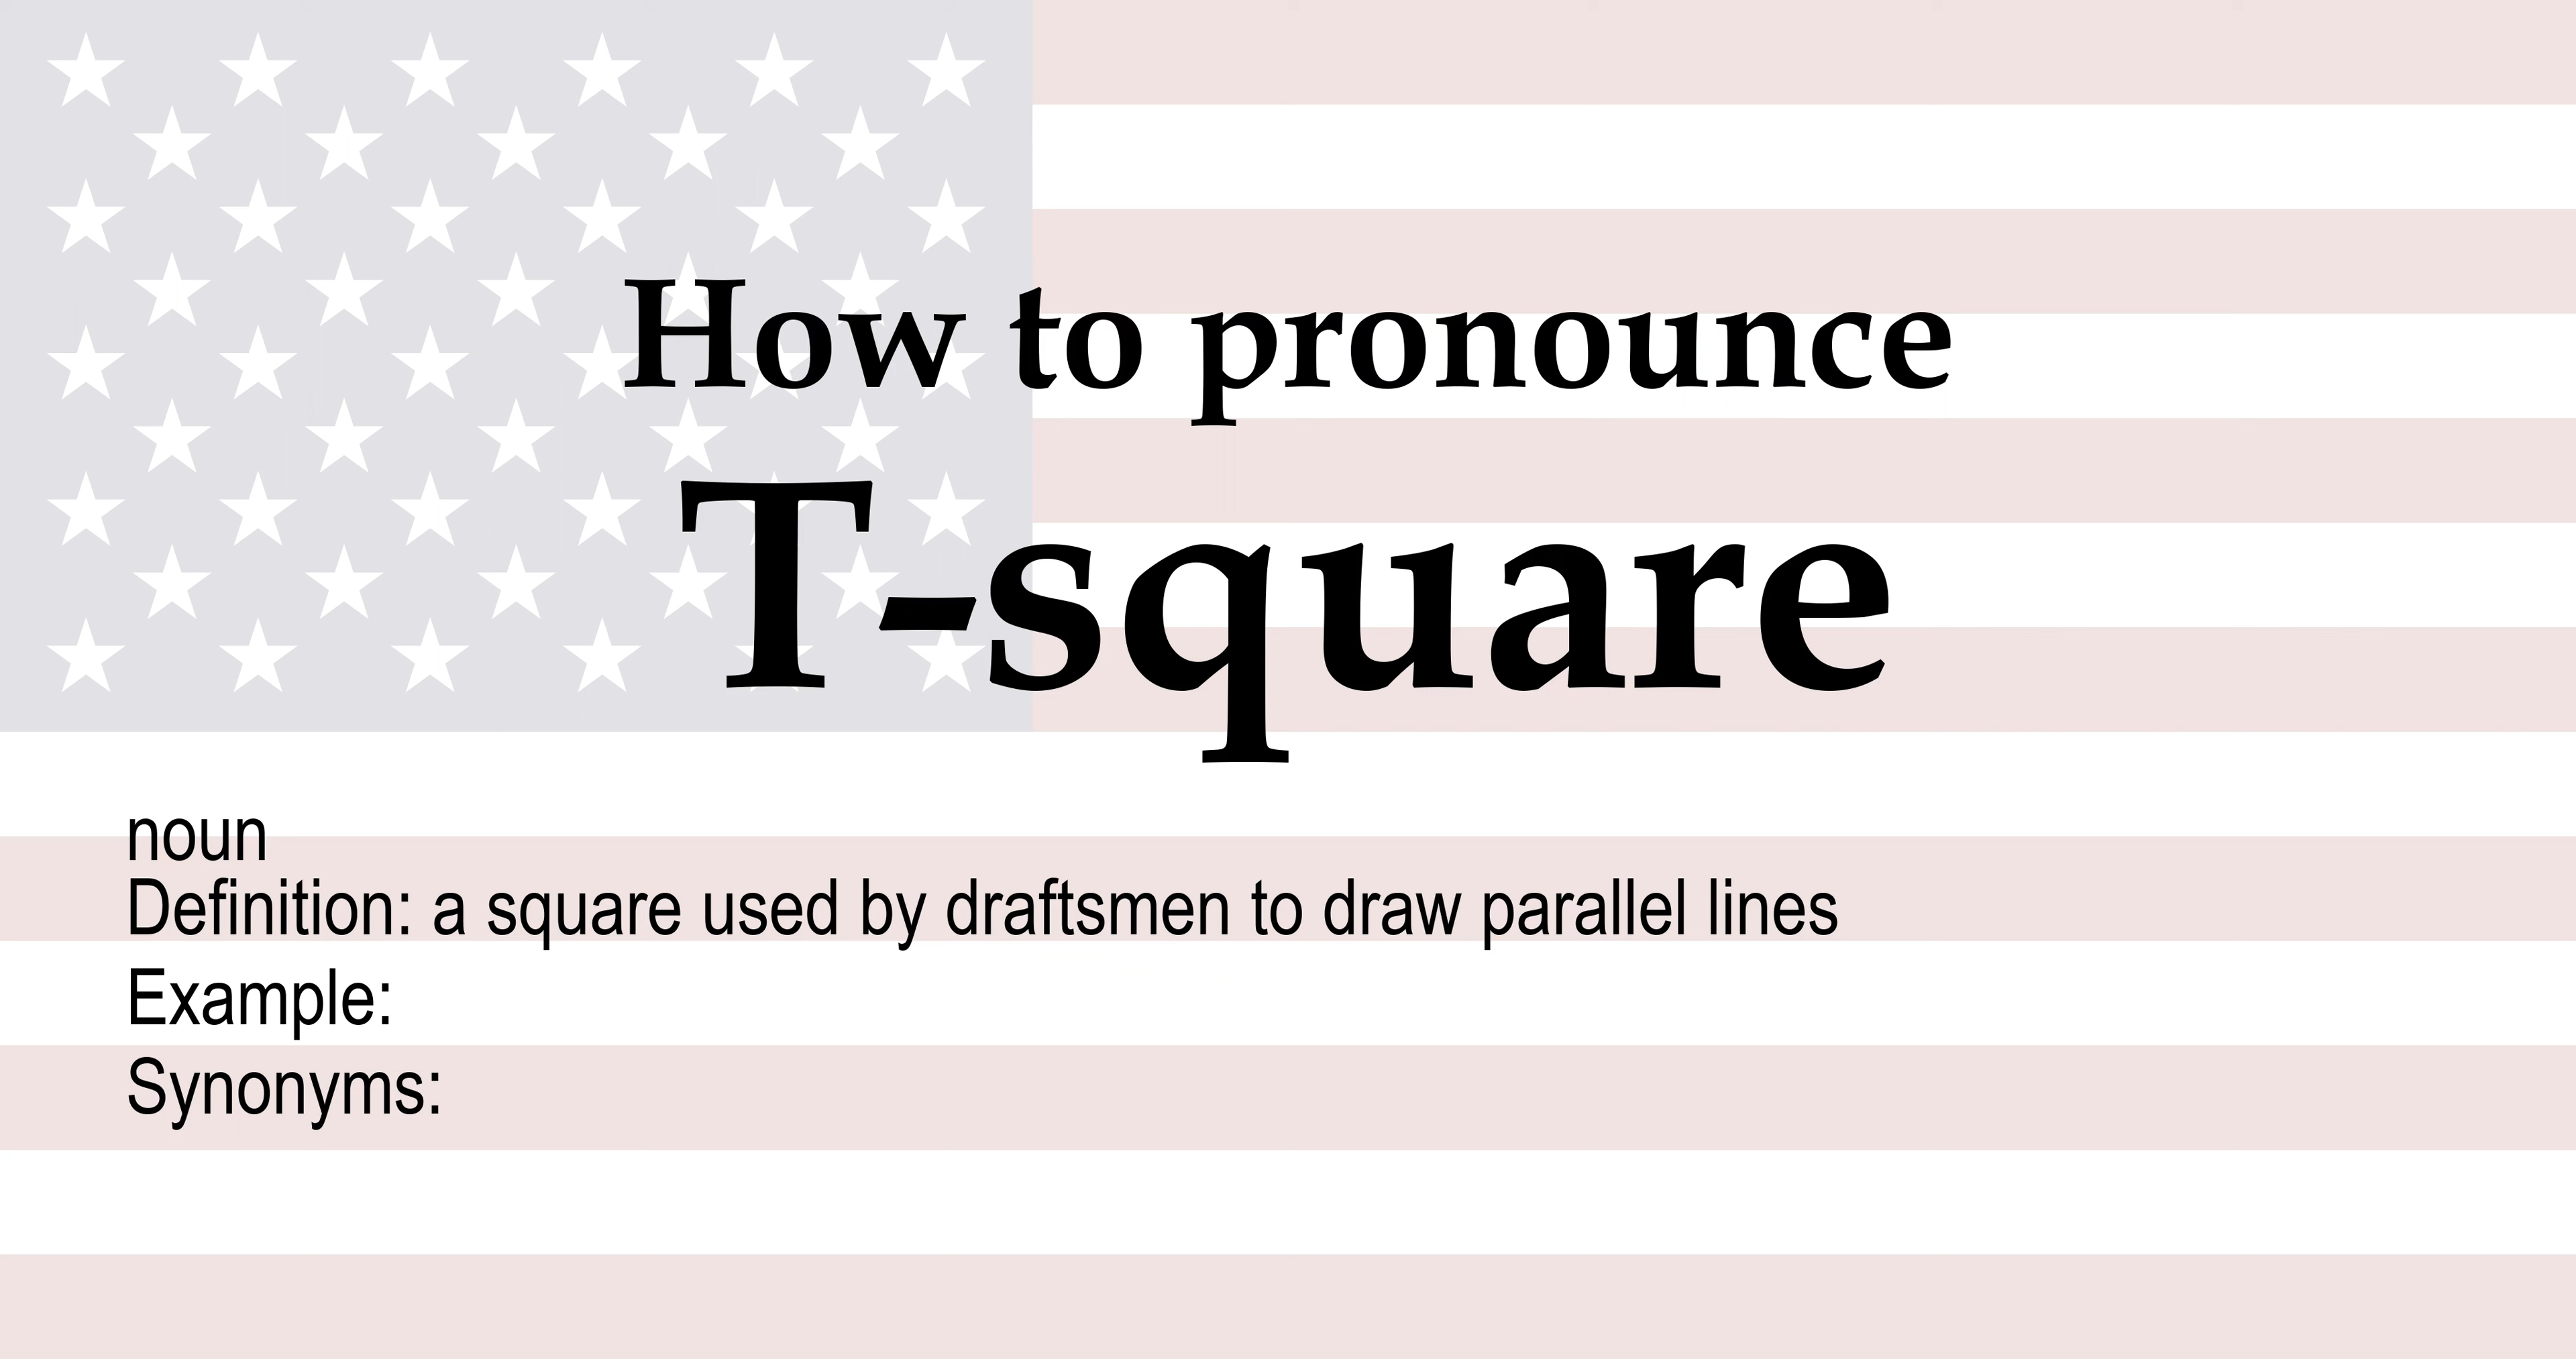 How to pronounce
T-square
noun
Definition: a square used by draftsmen to draw parallel lines
Example:
Synonyms: